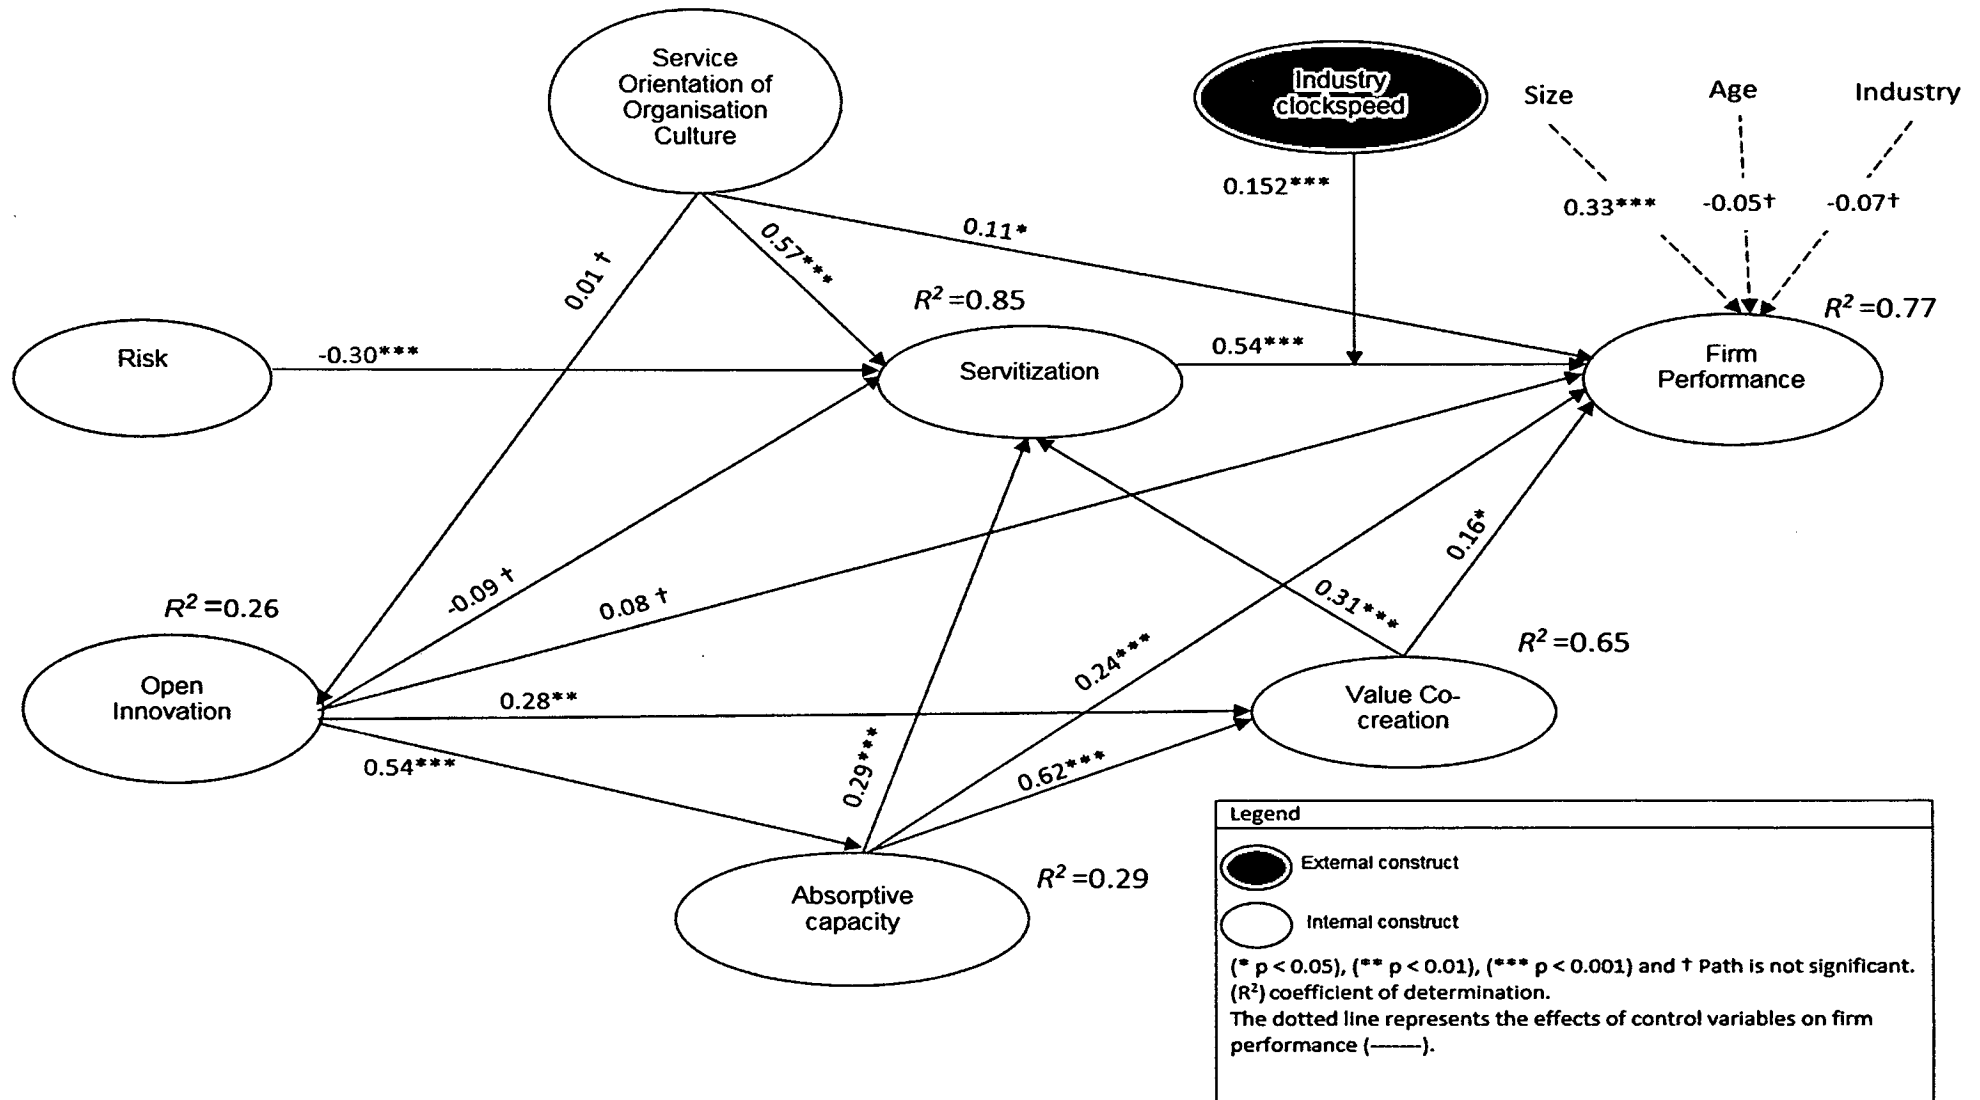 Service
Orientation of
Organisation
Culture
Industry
clockspeed
Size
Age
Industry
0.152***
0.33***
-0.05†
-0.07†
0.11*
0.57***
0.01 †
R² =0.85
R² =0.77
Risk
-0.30***
Servitization
0.54***
Firm
Performance
-0.09 †
0.08 †
0.16*
0.31***
R² =0.26
R² =0.65
Open
Innovation
0.28**
0.24***
Value Co-
creation
0.54***
0.29***
0.62***
Absorptive
capacity
R² =0.29
Legend
External construct
Internal construct
(* p < 0.05), (** p < 0.01), (*** p < 0.001) and † Path is not significant.
(R²) coefficient of determination.
The dotted line represents the effects of control variables on firm
performance (-------).